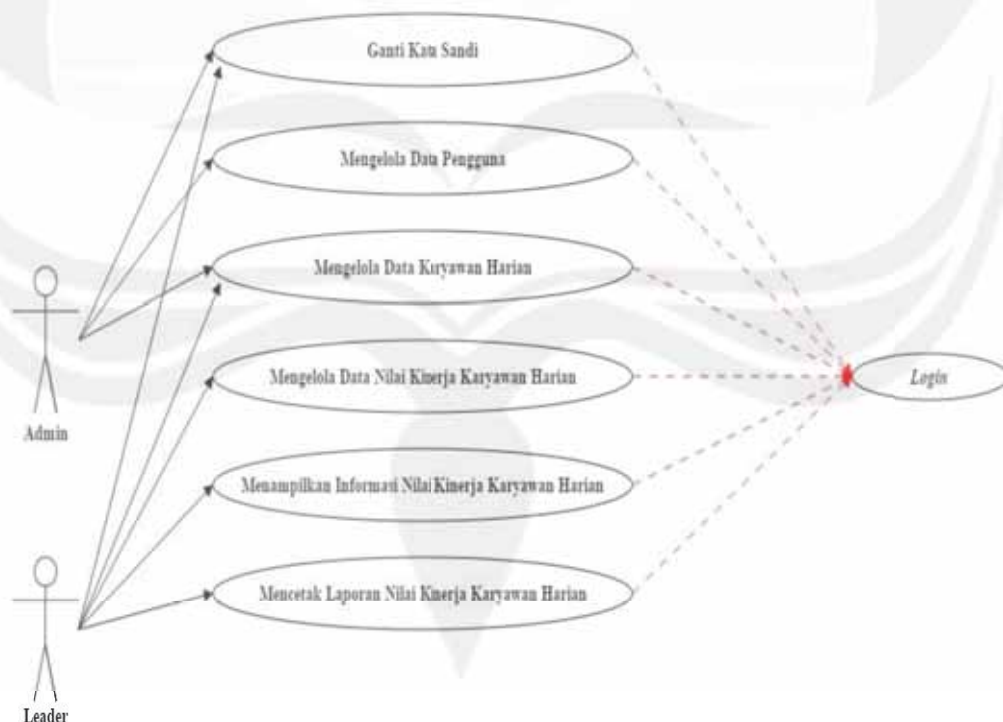 Ganti Kata Sandi
Mengelola Data Pengguna
Mengelola Data Karyawan Harian
Mengelola Data Nilai Kinerja Karyawan Harian
Login
Admin
Menampilkan Informasi Nilai Kinerja Karyawan Harian
Mencetak Laporan Nilai Kinerja Karyawan Harian
Leader